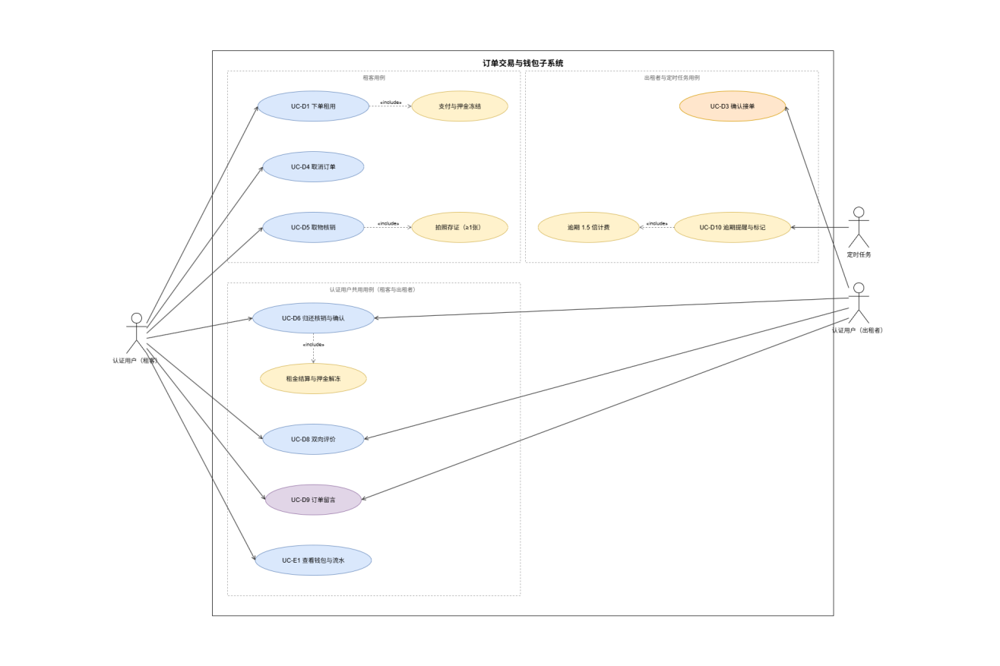 订单交易与钱包子系统
租客用例
出租者与定时任务用例
UC-D1 下单租用
«include»
支付与押金冻结
UC-D3 确认接单
UC-D4 取消订单
UC-D5 取物核销
«include»
拍照存证（≥1张）
逾期 1.5 倍计费
«include»
UC-D10 逾期提醒与标记
定时任务
认证用户共用用例（租客与出租者）
UC-D6 归还核销与确认
认证用户（出租者）
«include»
认证用户（租客）
租金结算与押金解冻
UC-D8 双向评价
UC-D9 订单留言
UC-E1 查看钱包与流水